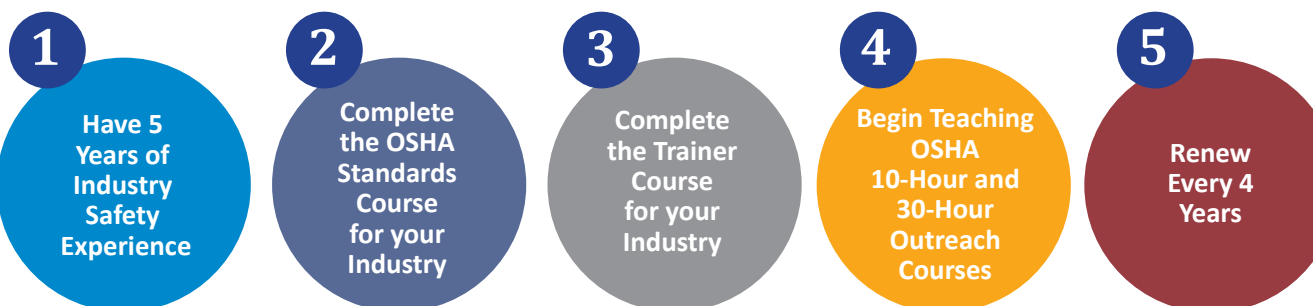 1
Have 5
Years of
Industry
Safety
Experience
2
Complete
the OSHA
Standards
Course
for your
Industry
3
Complete
the Trainer
Course
for your
Industry
4
Begin Teaching
OSHA
10-Hour and
30-Hour
Outreach
Courses
5
Renew
Every 4
Years